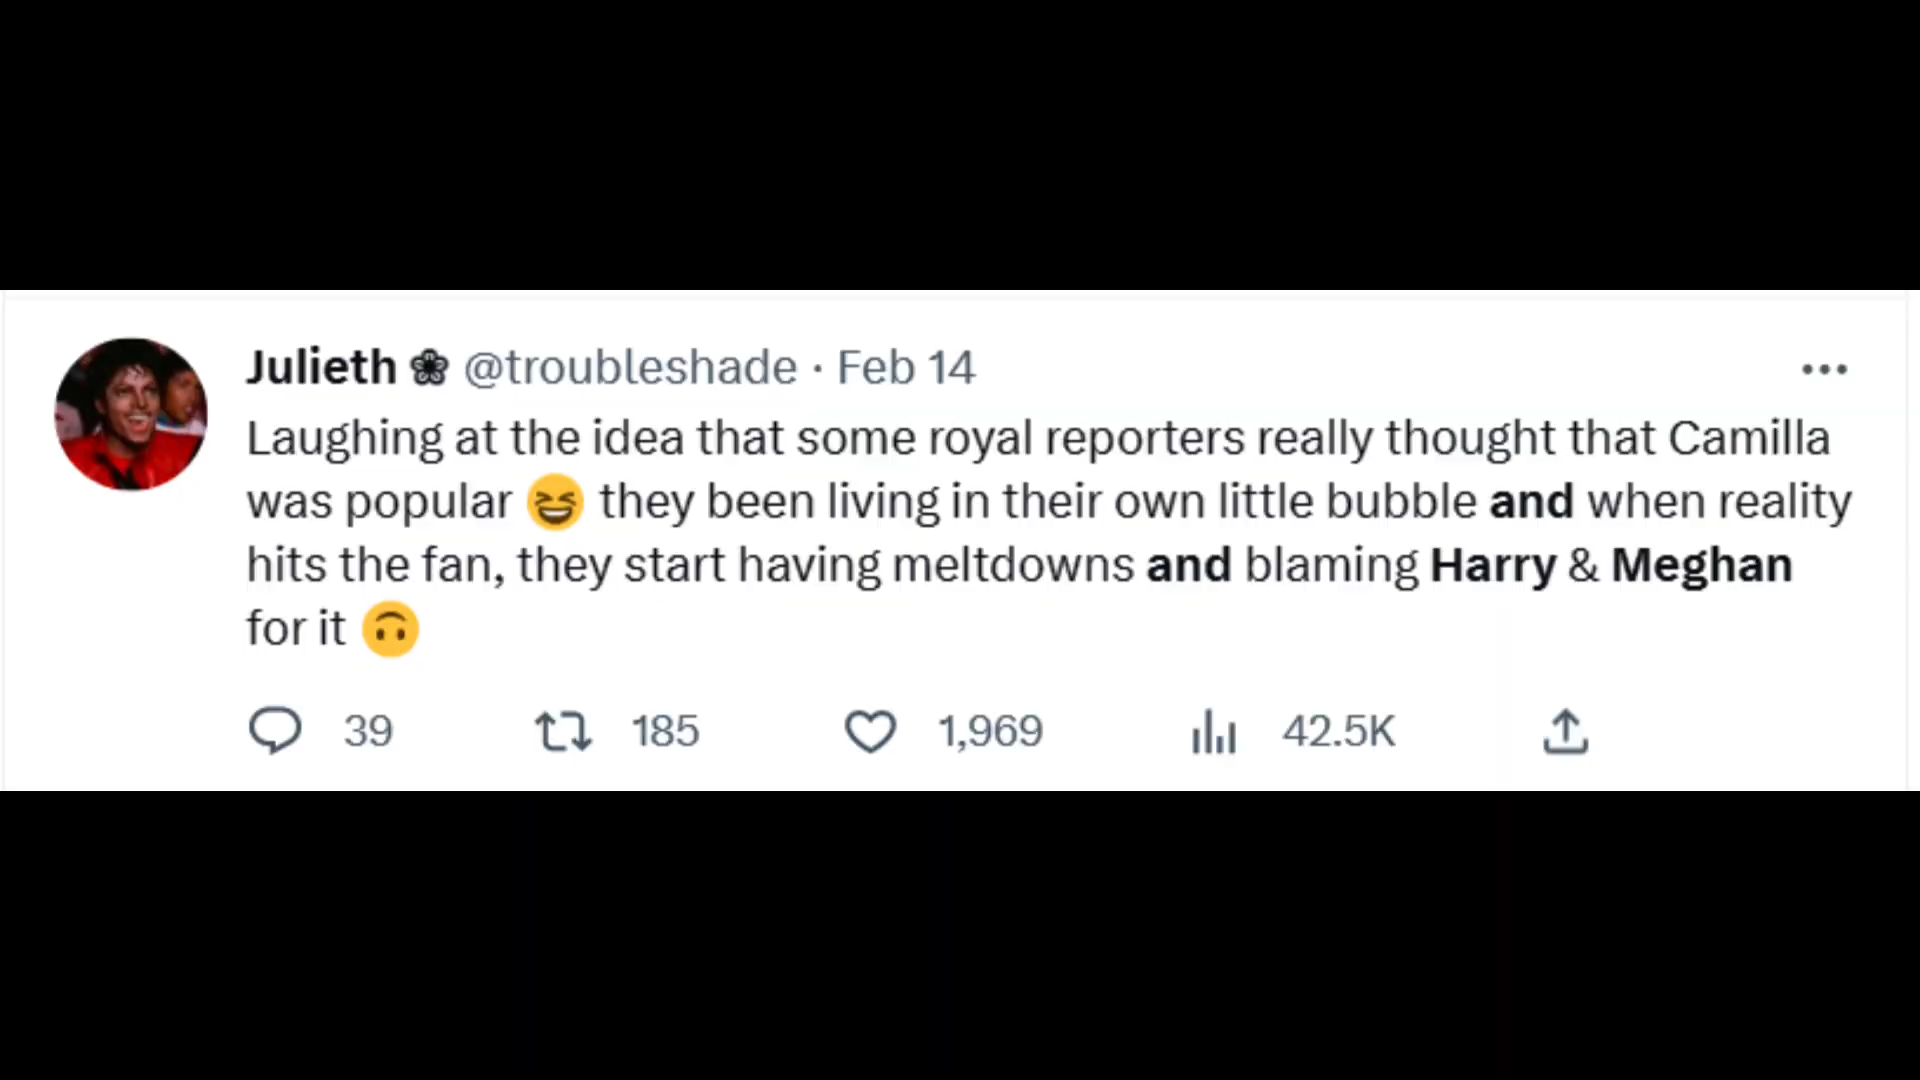 Julieth ❀ @troubleshade · Feb 14
Laughing at the idea that some royal reporters really thought that Camilla
was popular 😆 they been living in their own little bubble and when reality
hits the fan, they start having meltdowns and blaming Harry & Meghan
for it 🙃
39 185 1,969 42.5K